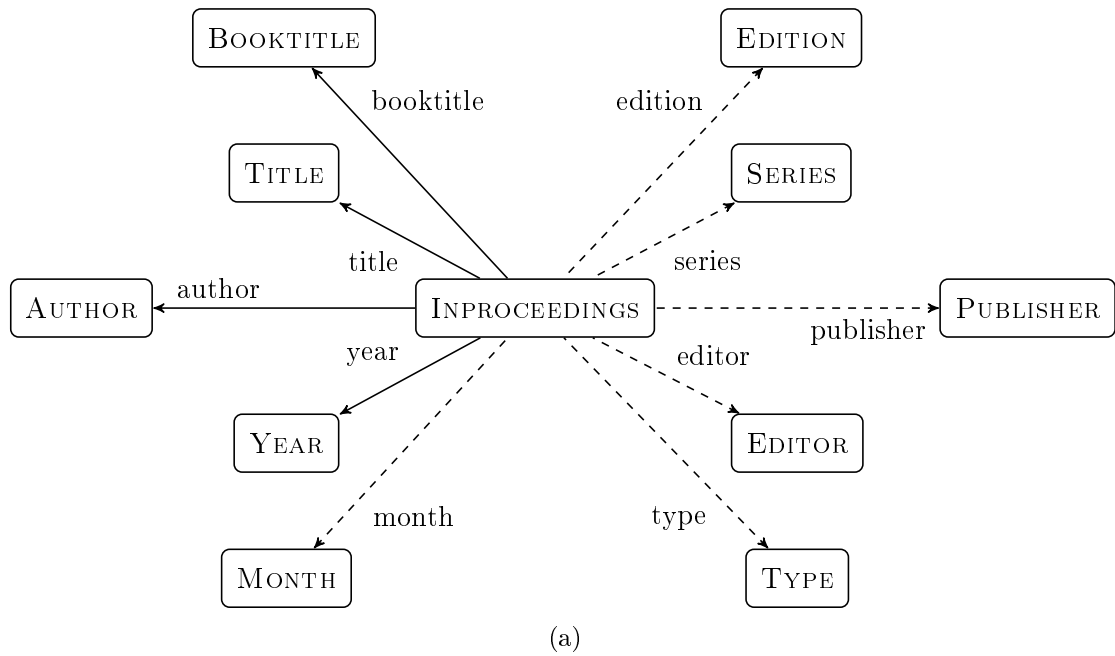 BOOKTITLE
EDITION
booktitle
edition
TITLE
SERIES
title
series
AUTHOR
author
INPROCEEDINGS
PUBLISHER
publisher
year
editor
YEAR
EDITOR
month
type
MONTH
TYPE
(a)